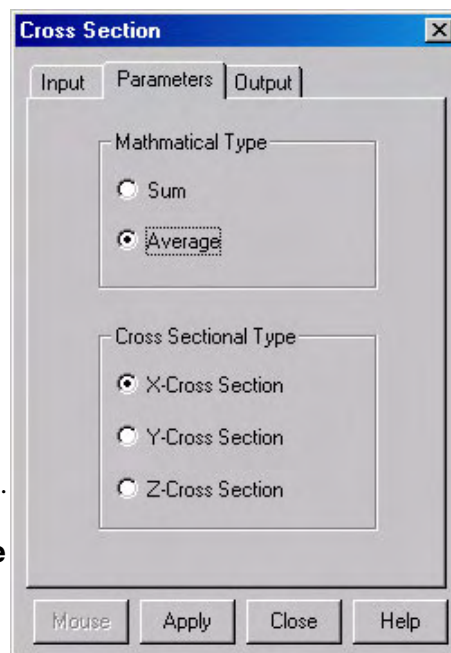 Cross Section
Input Parameters Output
Mathmatical Type
Sum
Average
Cross Sectional Type
X-Cross Section
Y-Cross Section
Z-Cross Section
.
e
Mouse Apply Close Help